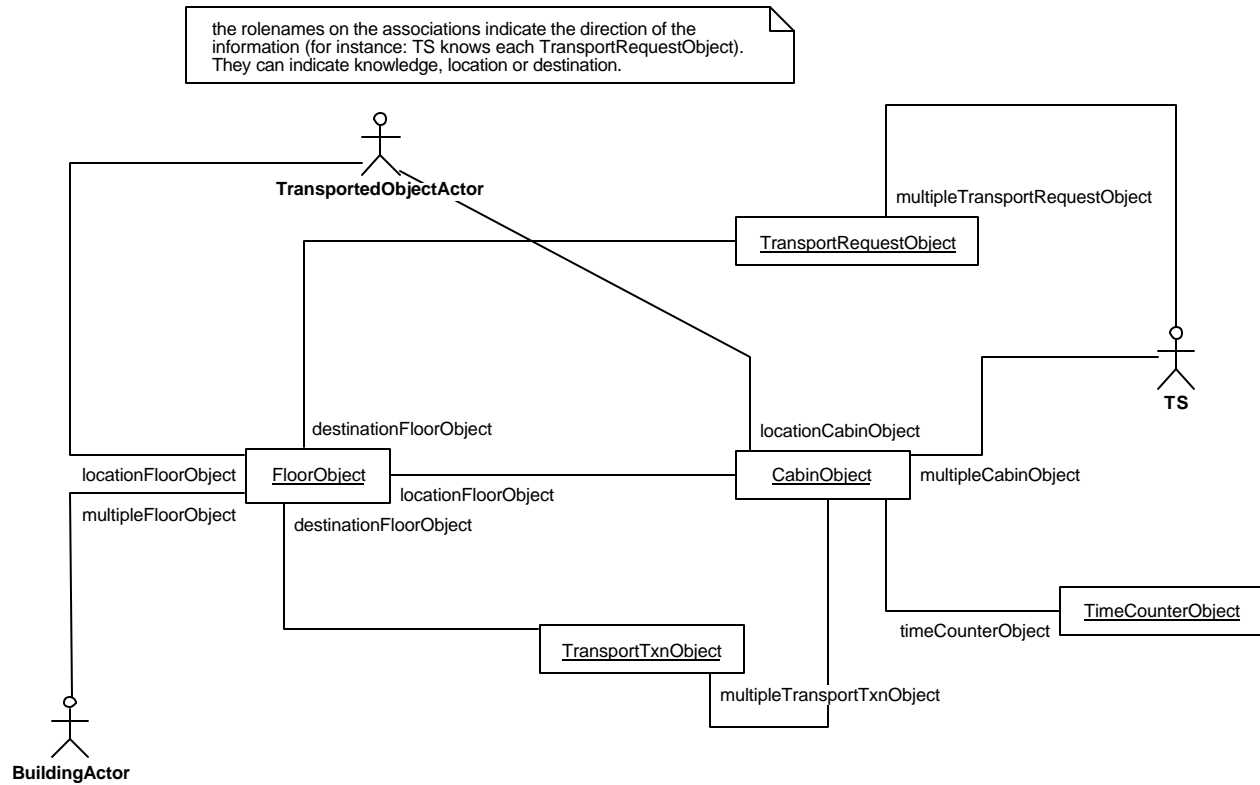 the rolenames on the associations indicate the direction of the
information (for instance: TS knows each TransportRequestObject).
They can indicate knowledge, location or destination.
TransportedObjectActor
multipleTransportRequestObject
TransportRequestObject
TS
destinationFloorObject
locationCabinObject
locationFloorObject
FloorObject
CabinObject
multipleCabinObject
locationFloorObject
multipleFloorObject
destinationFloorObject
TimeCounterObject
timeCounterObject
TransportTxnObject
multipleTransportTxnObject
BuildingActor